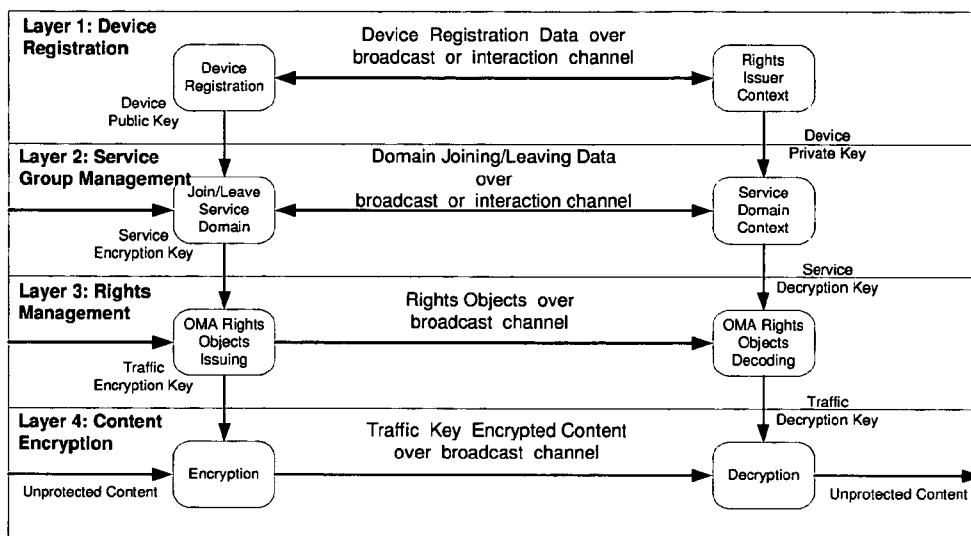 Layer 1: Device
Registration
Device Registration Data over
broadcast or interaction channel
Device
Registration
Rights
Issuer
Context
Device
Public Key
Device
Private Key
Layer 2: Service
Group Management
Domain Joining/Leaving Data
over
broadcast or interaction channel
Join/Leave
Service
Domain
Service
Domain
Context
Service
Encryption Key
Service
Decryption Key
Layer 3: Rights
Management
Rights Objects over
broadcast channel
OMA Rights
Objects
Issuing
OMA Rights
Objects
Decoding
Traffic
Encryption Key
Traffic
Decryption Key
Layer 4: Content
Encryption
Traffic Key Encrypted Content
over broadcast channel
Encryption
Decryption
Unprotected Content
Unprotected Content